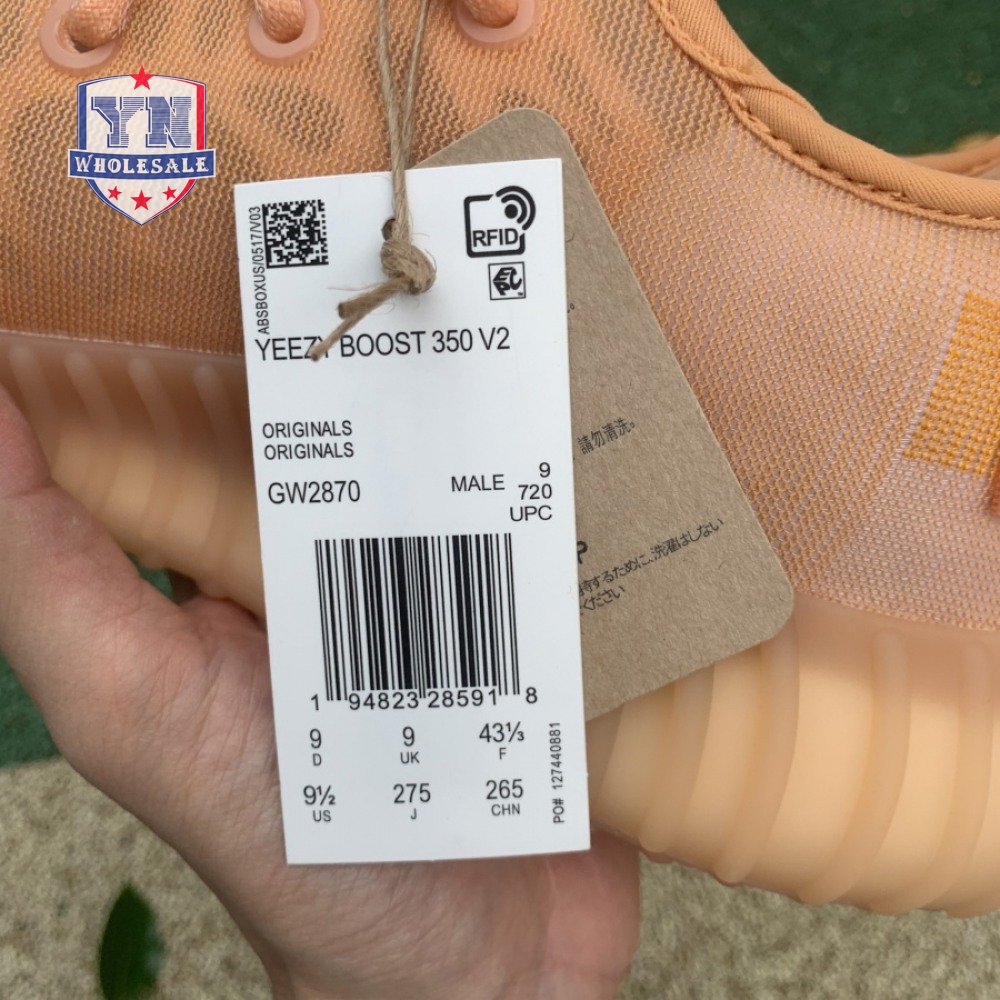 YN
WHOLESALE
ABSBOXUS/0517/V03
RFID
EPC
YEEZY BOOST 350 V2
ORIGINALS
ORIGINALS
GW2870
MALE 9
720
UPC
1 94823 28591 8
9 9 43⅓
D UK F
9½ 275 265
US J CHN
PO# 127440881
請勿清洗。
持するために、洗濯はしない
ください